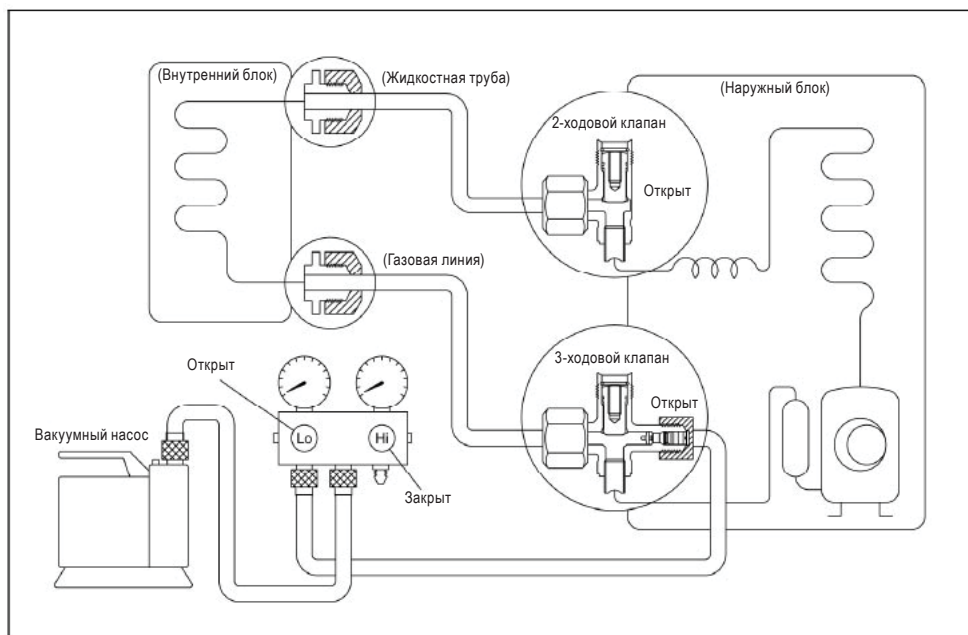 (Внутренний блок)
(Жидкостная труба)
(Наружный блок)
2-ходовой клапан
Открыт
(Газовая линия)
3-ходовой клапан
Открыт
Открыт
Вакуумный насос
Lo
Hi
Закрыт